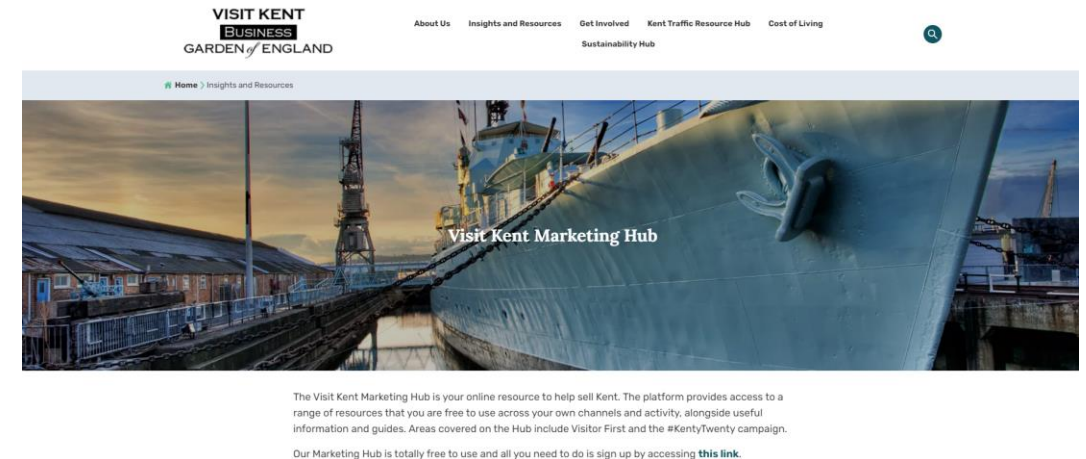 VISIT KENT
BUSINESS
GARDEN of ENGLAND
About Us Insights and Resources Get Involved Kent Traffic Resource Hub Cost of Living
Sustainability Hub
Home > Insights and Resources
Visit Kent Marketing Hub
The Visit Kent Marketing Hub is your online resource to help sell Kent. The platform provides access to a
range of resources that you are free to use across your own channels and activity, alongside useful
information and guides. Areas covered on the Hub include Visitor First and the #KentyTwenty campaign.
Our Marketing Hub is totally free to use and all you need to do is sign up by accessing this link.